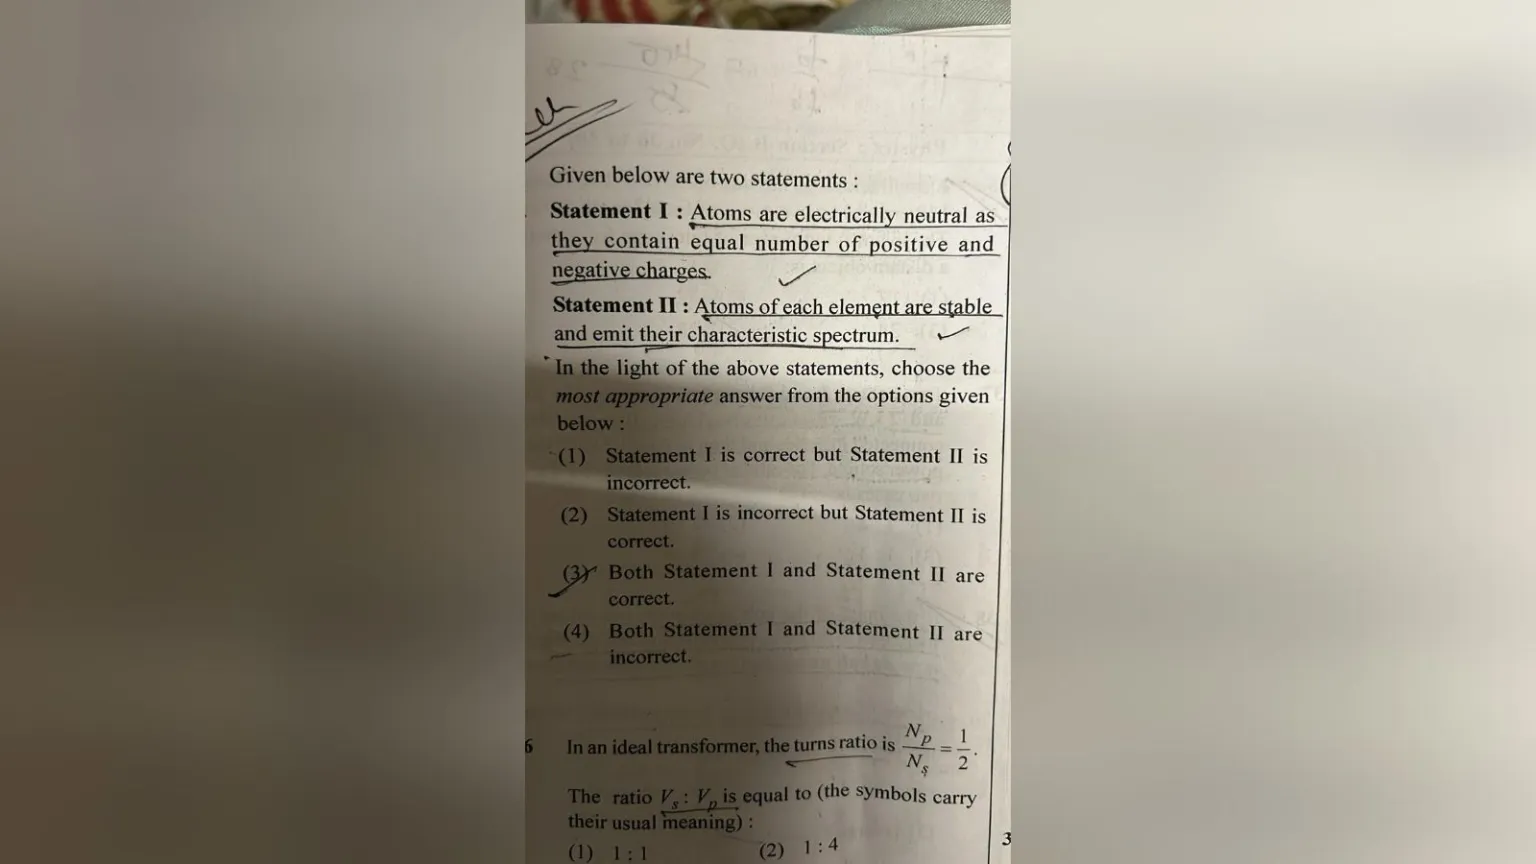 Given below are two statements :
Statement I : Atoms are electrically neutral as
they contain equal number of positive and
negative charges.
Statement II : Atoms of each element are stable
and emit their characteristic spectrum.
In the light of the above statements, choose the
most appropriate answer from the options given
below :
(1) Statement I is correct but Statement II is
incorrect.
(2) Statement I is incorrect but Statement II is
correct.
(3) Both Statement I and Statement II are
correct.
(4) Both Statement I and Statement II are
incorrect.
6 In an ideal transformer, the turns ratio is N_p/N_s = 1/2.
The ratio V_s : V_p is equal to (the symbols carry
their usual meaning) :
(1) 1 : 1 (2) 1 : 4
3